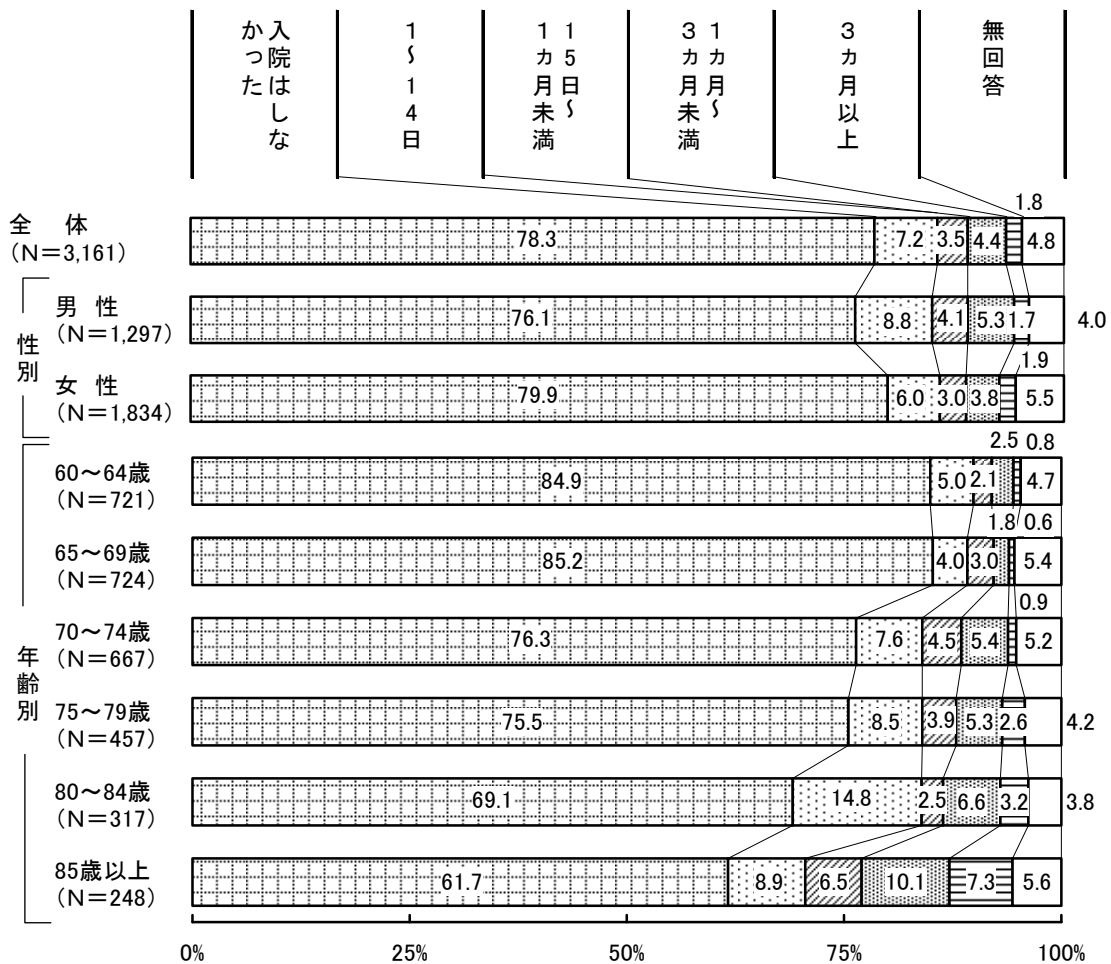 入院はしなかった
1～14日
15日～1ヵ月未満
1ヵ月～3ヵ月未満
3ヵ月以上
無回答
1.8
全 体
(N=3,161)
78.3 7.2 3.5 4.4 4.8
男 性
(N=1,297)
76.1 8.8 4.1 5.3 1.7 4.0
性別
1.9
女 性
(N=1,834)
79.9 6.0 3.0 3.8 5.5
2.5 0.8
60～64歳
(N=721)
84.9 5.0 2.1 4.7
1.8 0.6
65～69歳
(N=724)
85.2 4.0 3.0 5.4
0.9
70～74歳
(N=667)
76.3 7.6 4.5 5.4 5.2
年齢別
75～79歳
(N=457)
75.5 8.5 3.9 5.3 2.6 4.2
80～84歳
(N=317)
69.1 14.8 2.5 6.6 3.2 3.8
85歳以上
(N=248)
61.7 8.9 6.5 10.1 7.3 5.6
0% 25% 50% 75% 100%